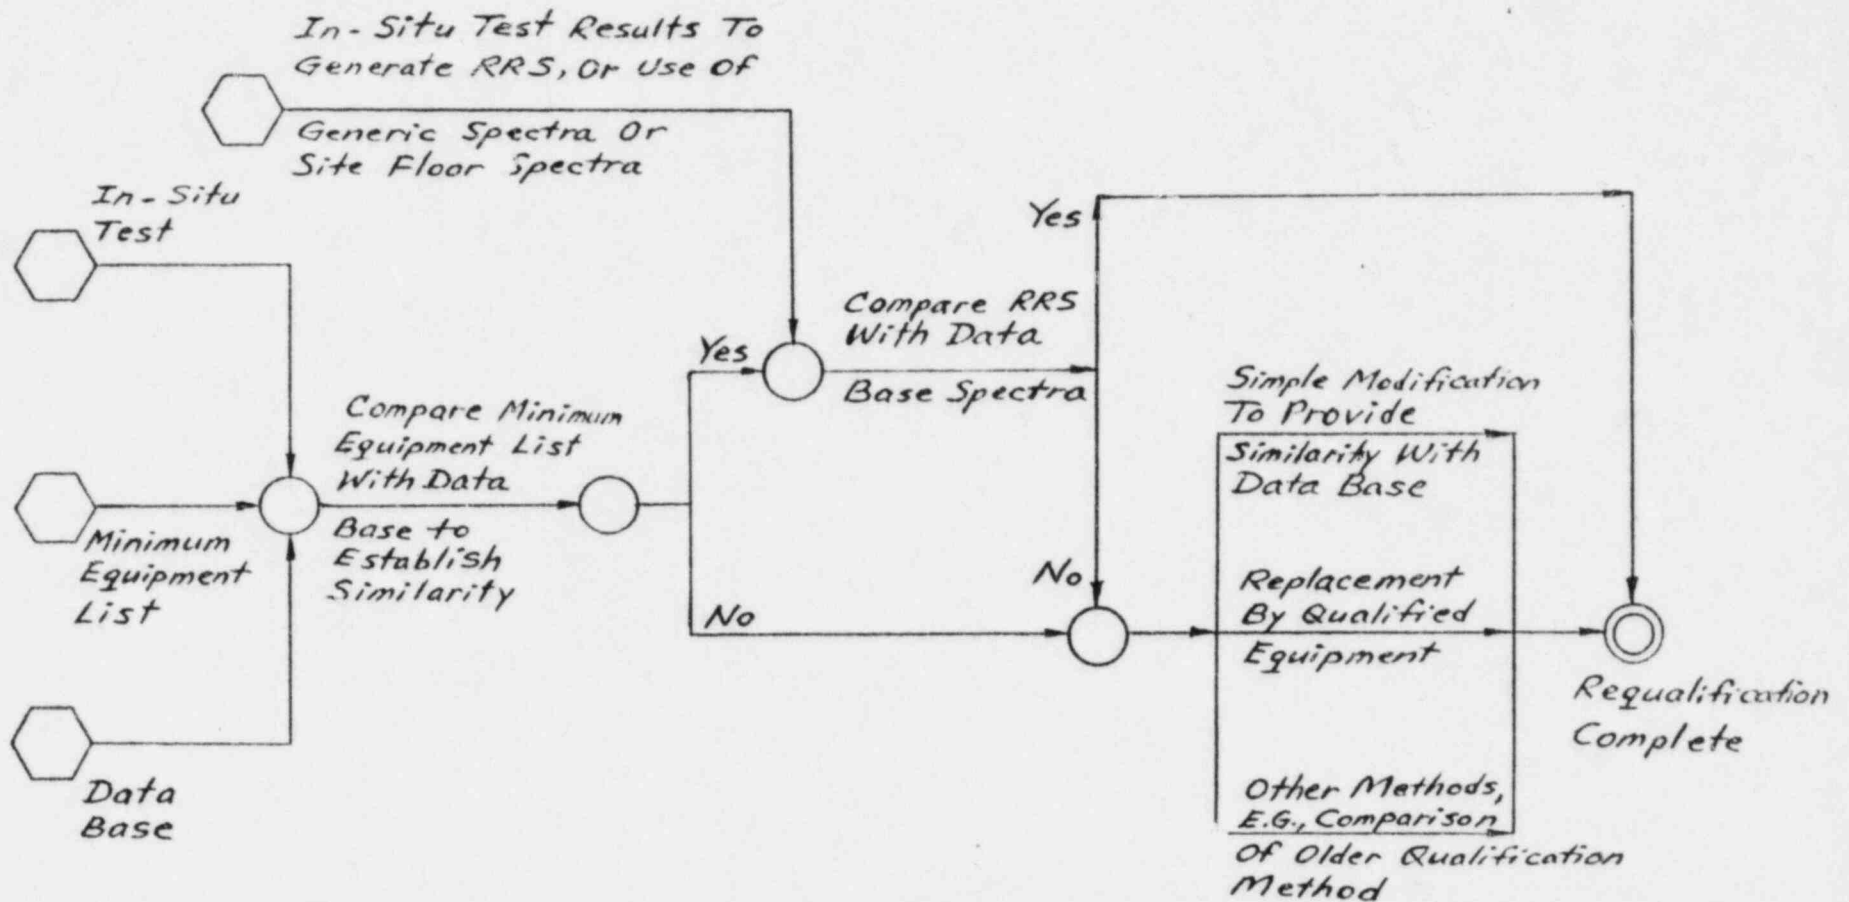 In-Situ Test Results To
Generate RRS, Or Use Of
Generic Spectra Or
Site Floor Spectra
In-Situ
Test
Minimum
Equipment
List
Data
Base
Compare Minimum
Equipment List
With Data
Base to
Establish
Similarity
Yes
No
Compare RRS
With Data
Base Spectra
Yes
No
Simple Modification
To Provide
Similarity With
Data Base
Replacement
By Qualified
Equipment
Other Methods,
E.G., Comparison
Of Older Qualification
Method
Requalification
Complete